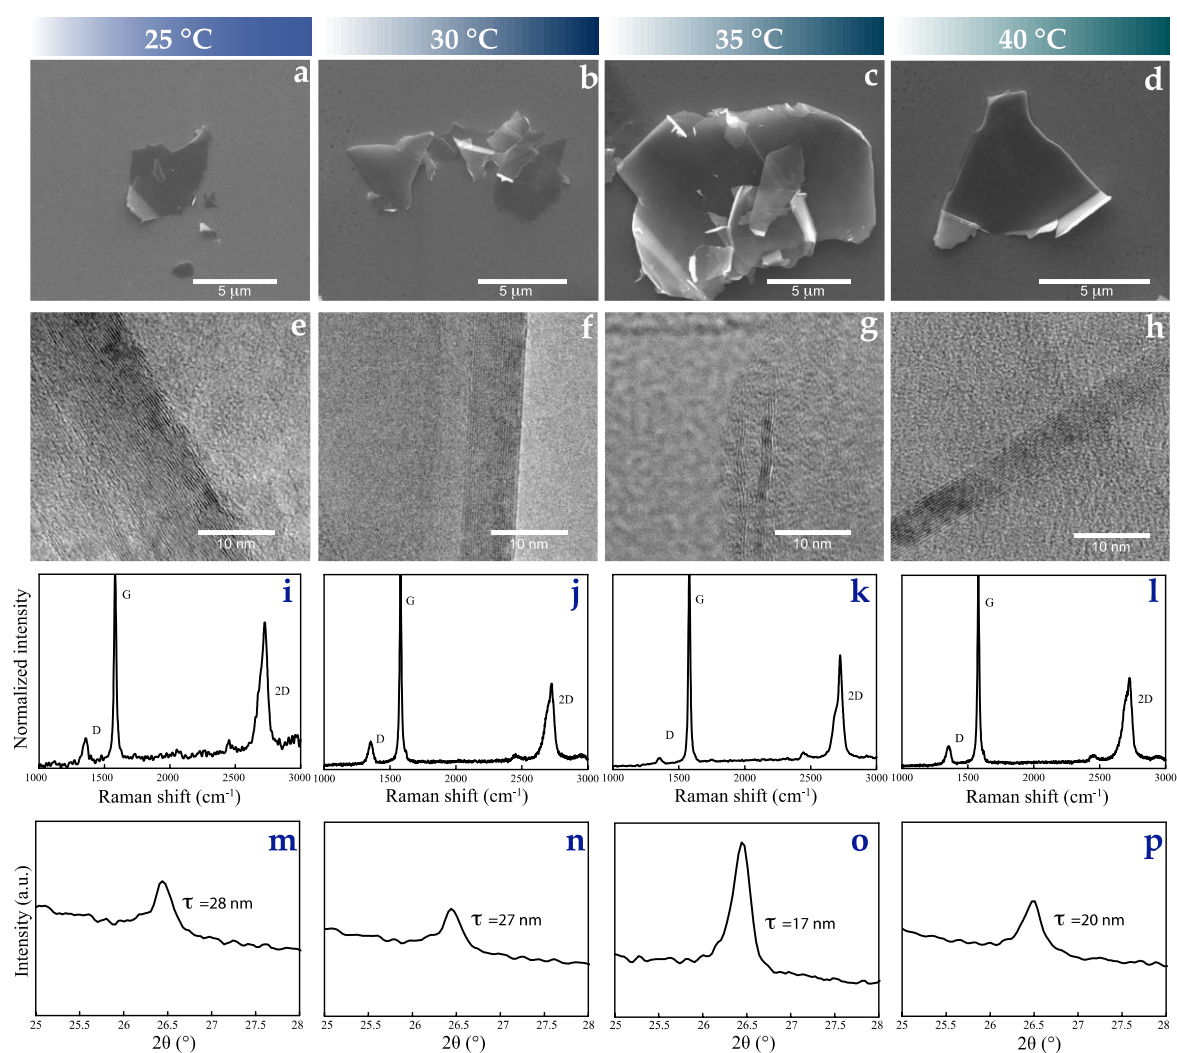 25 °C 30 °C 35 °C 40 °C
a b c d
5 µm 5 µm 5 µm 5 µm
e f g h
10 nm 10 nm 10 nm 10 nm
i j k l
Normalized intensity
G G G G
D D D D
2D 2D 2D 2D
1000 1500 2000 2500 3000 1000 1500 2000 2500 3000 1000 1500 2000 2500 3000 1000 1500 2000 2500 3000
Raman shift (cm-1) Raman shift (cm-1) Raman shift (cm-1) Raman shift (cm-1)
m n o p
Intensity (a.u.)
τ =28 nm τ =27 nm τ =17 nm τ =20 nm
25 25.5 26 26.5 27 27.5 28 25 25.5 26 26.5 27 27.5 28 25 25.5 26 26.5 27 27.5 28 25 25.5 26 26.5 27 27.5 28
2θ (°) 2θ (°) 2θ (°) 2θ (°)